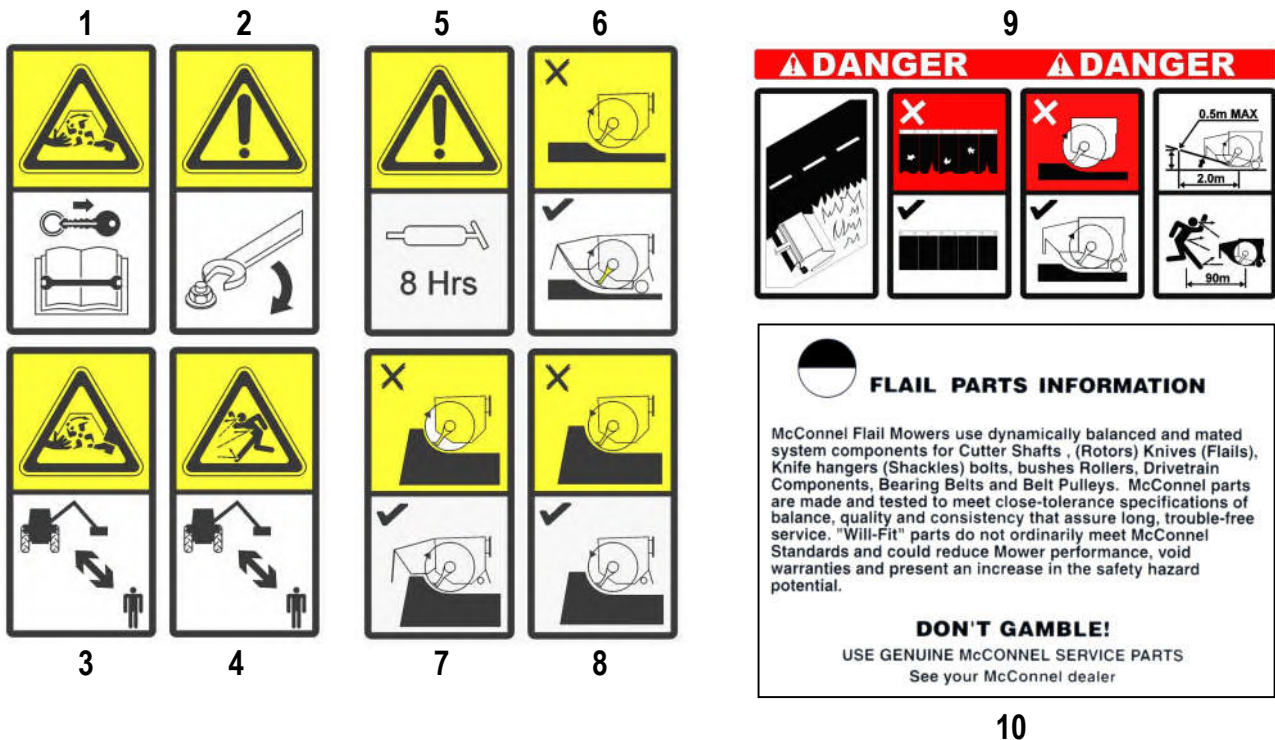 1
2
5
6
9
DANGER
DANGER
0.5m MAX
2.0m
8 Hrs
90m
FLAIL PARTS INFORMATION
McConnel Flail Mowers use dynamically balanced and mated
system components for Cutter Shafts , (Rotors) Knives (Flails),
Knife hangers (Shackles) bolts, bushes Rollers, Drivetrain
Components, Bearing Belts and Belt Pulleys. McConnel parts
are made and tested to meet close-tolerance specifications of
balance, quality and consistency that assure long, trouble-free
service. "Will-Fit" parts do not ordinarily meet McConnel
Standards and could reduce Mower performance, void
warranties and present an increase in the safety hazard
potential.
DON'T GAMBLE!
USE GENUINE McCONNEL SERVICE PARTS
See your McConnel dealer
3
4
7
8
10